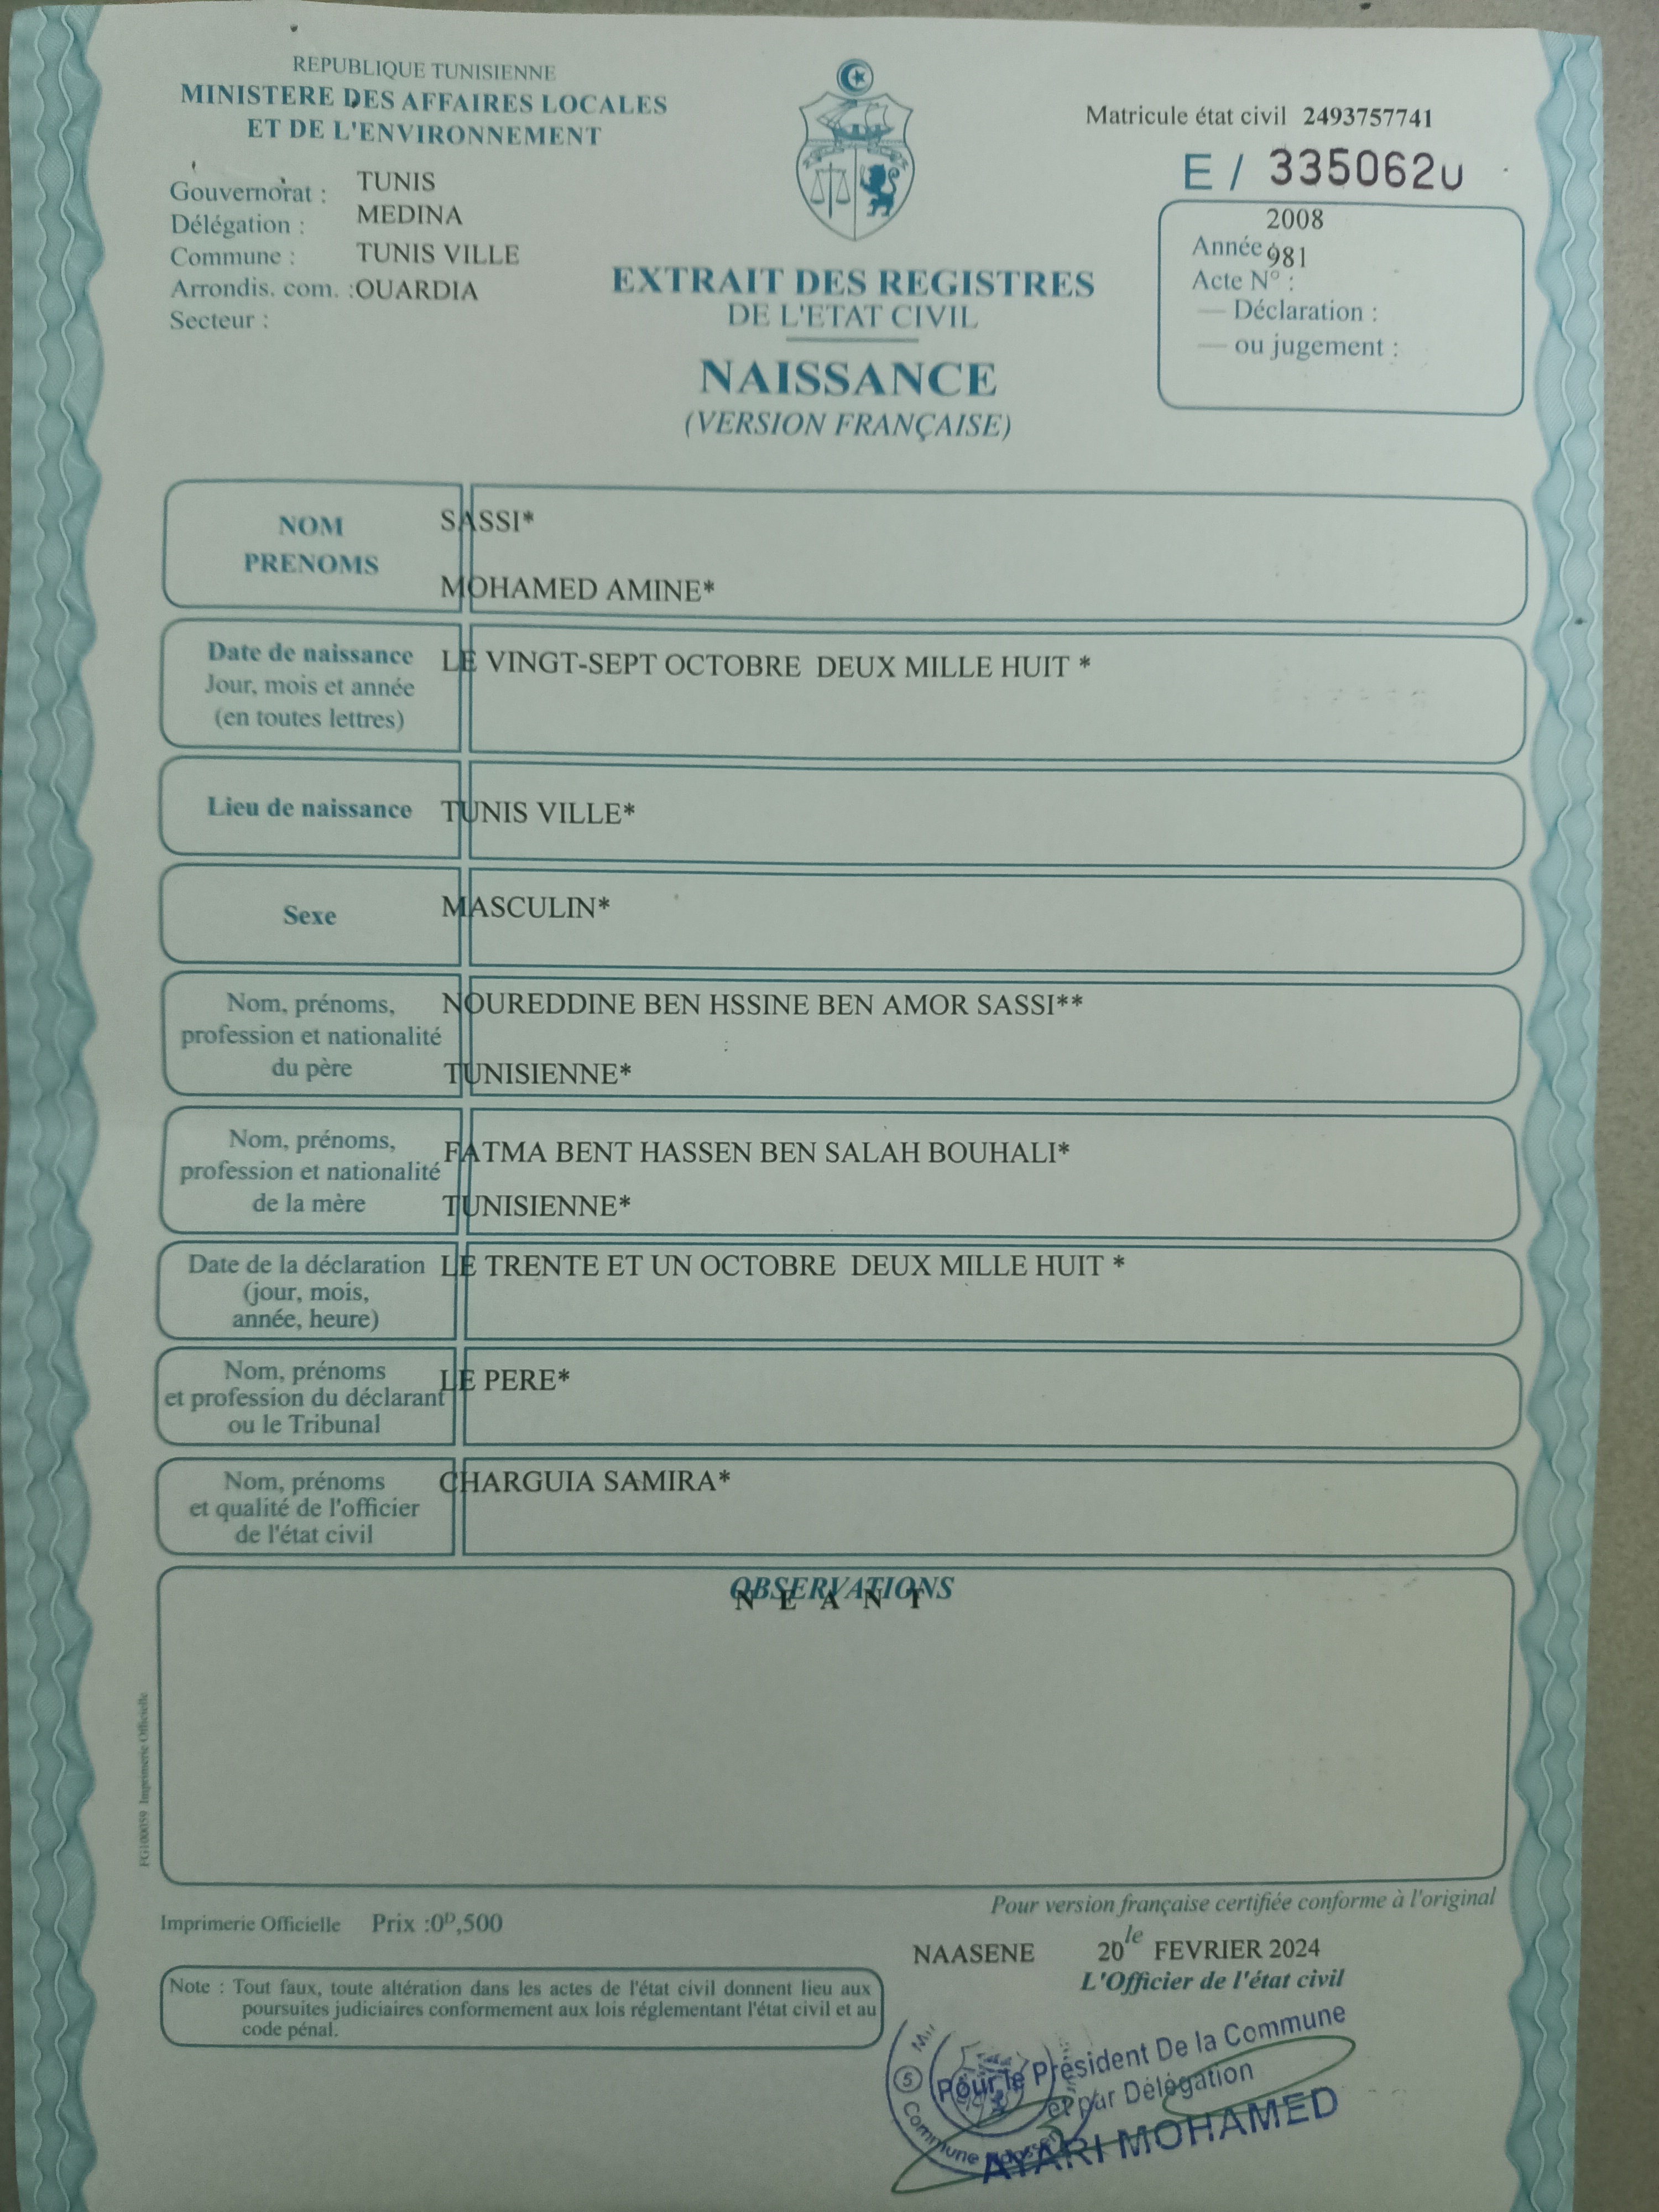 REPUBLIQUE TUNISIENNE
MINISTERE DES AFFAIRES LOCALES
ET DE L'ENVIRONNEMENT
Gouvernorat : TUNIS
Délégation : MEDINA
Commune : TUNIS VILLE
Arrondis. com. : OUARDIA
Secteur :
Matricule état civil 2493757741
E / 335062u
2008
Année
981
Acte N° :
— Déclaration :
— ou jugement :
EXTRAIT DES REGISTRES
DE L'ETAT CIVIL
NAISSANCE
(VERSION FRANÇAISE)
NOM SASSI*
PRENOMS MOHAMED AMINE*
Date de naissance LE VINGT-SEPT OCTOBRE DEUX MILLE HUIT *
Jour, mois et année
(en toutes lettres)
Lieu de naissance TUNIS VILLE*
Sexe MASCULIN*
Nom, prénoms, NOUREDDINE BEN HSSINE BEN AMOR SASSI**
profession et nationalité
du père TUNISIENNE*
Nom, prénoms, FATMA BENT HASSEN BEN SALAH BOUHALI*
profession et nationalité
de la mère TUNISIENNE*
Date de la déclaration LE TRENTE ET UN OCTOBRE DEUX MILLE HUIT *
(jour, mois,
année, heure)
Nom, prénoms LE PERE*
et profession du déclarant
ou le Tribunal
Nom, prénoms CHARGUIA SAMIRA*
et qualité de l'officier
de l'état civil
OBSERVATIONS
N E A N T
FG100059 Imprimerie Officielle
Pour version française certifiée conforme à l'original
Imprimerie Officielle Prix :0D,500
le
NAASENE 20 FEVRIER 2024
L'Officier de l'état civil
Note : Tout faux, toute altération dans les actes de l'état civil donnent lieu aux
poursuites judiciaires conformement aux lois réglementant l'état civil et au
code pénal.
Pour le Président De la Commune
et par Délégation
AYARI MOHAMED
5
Commune